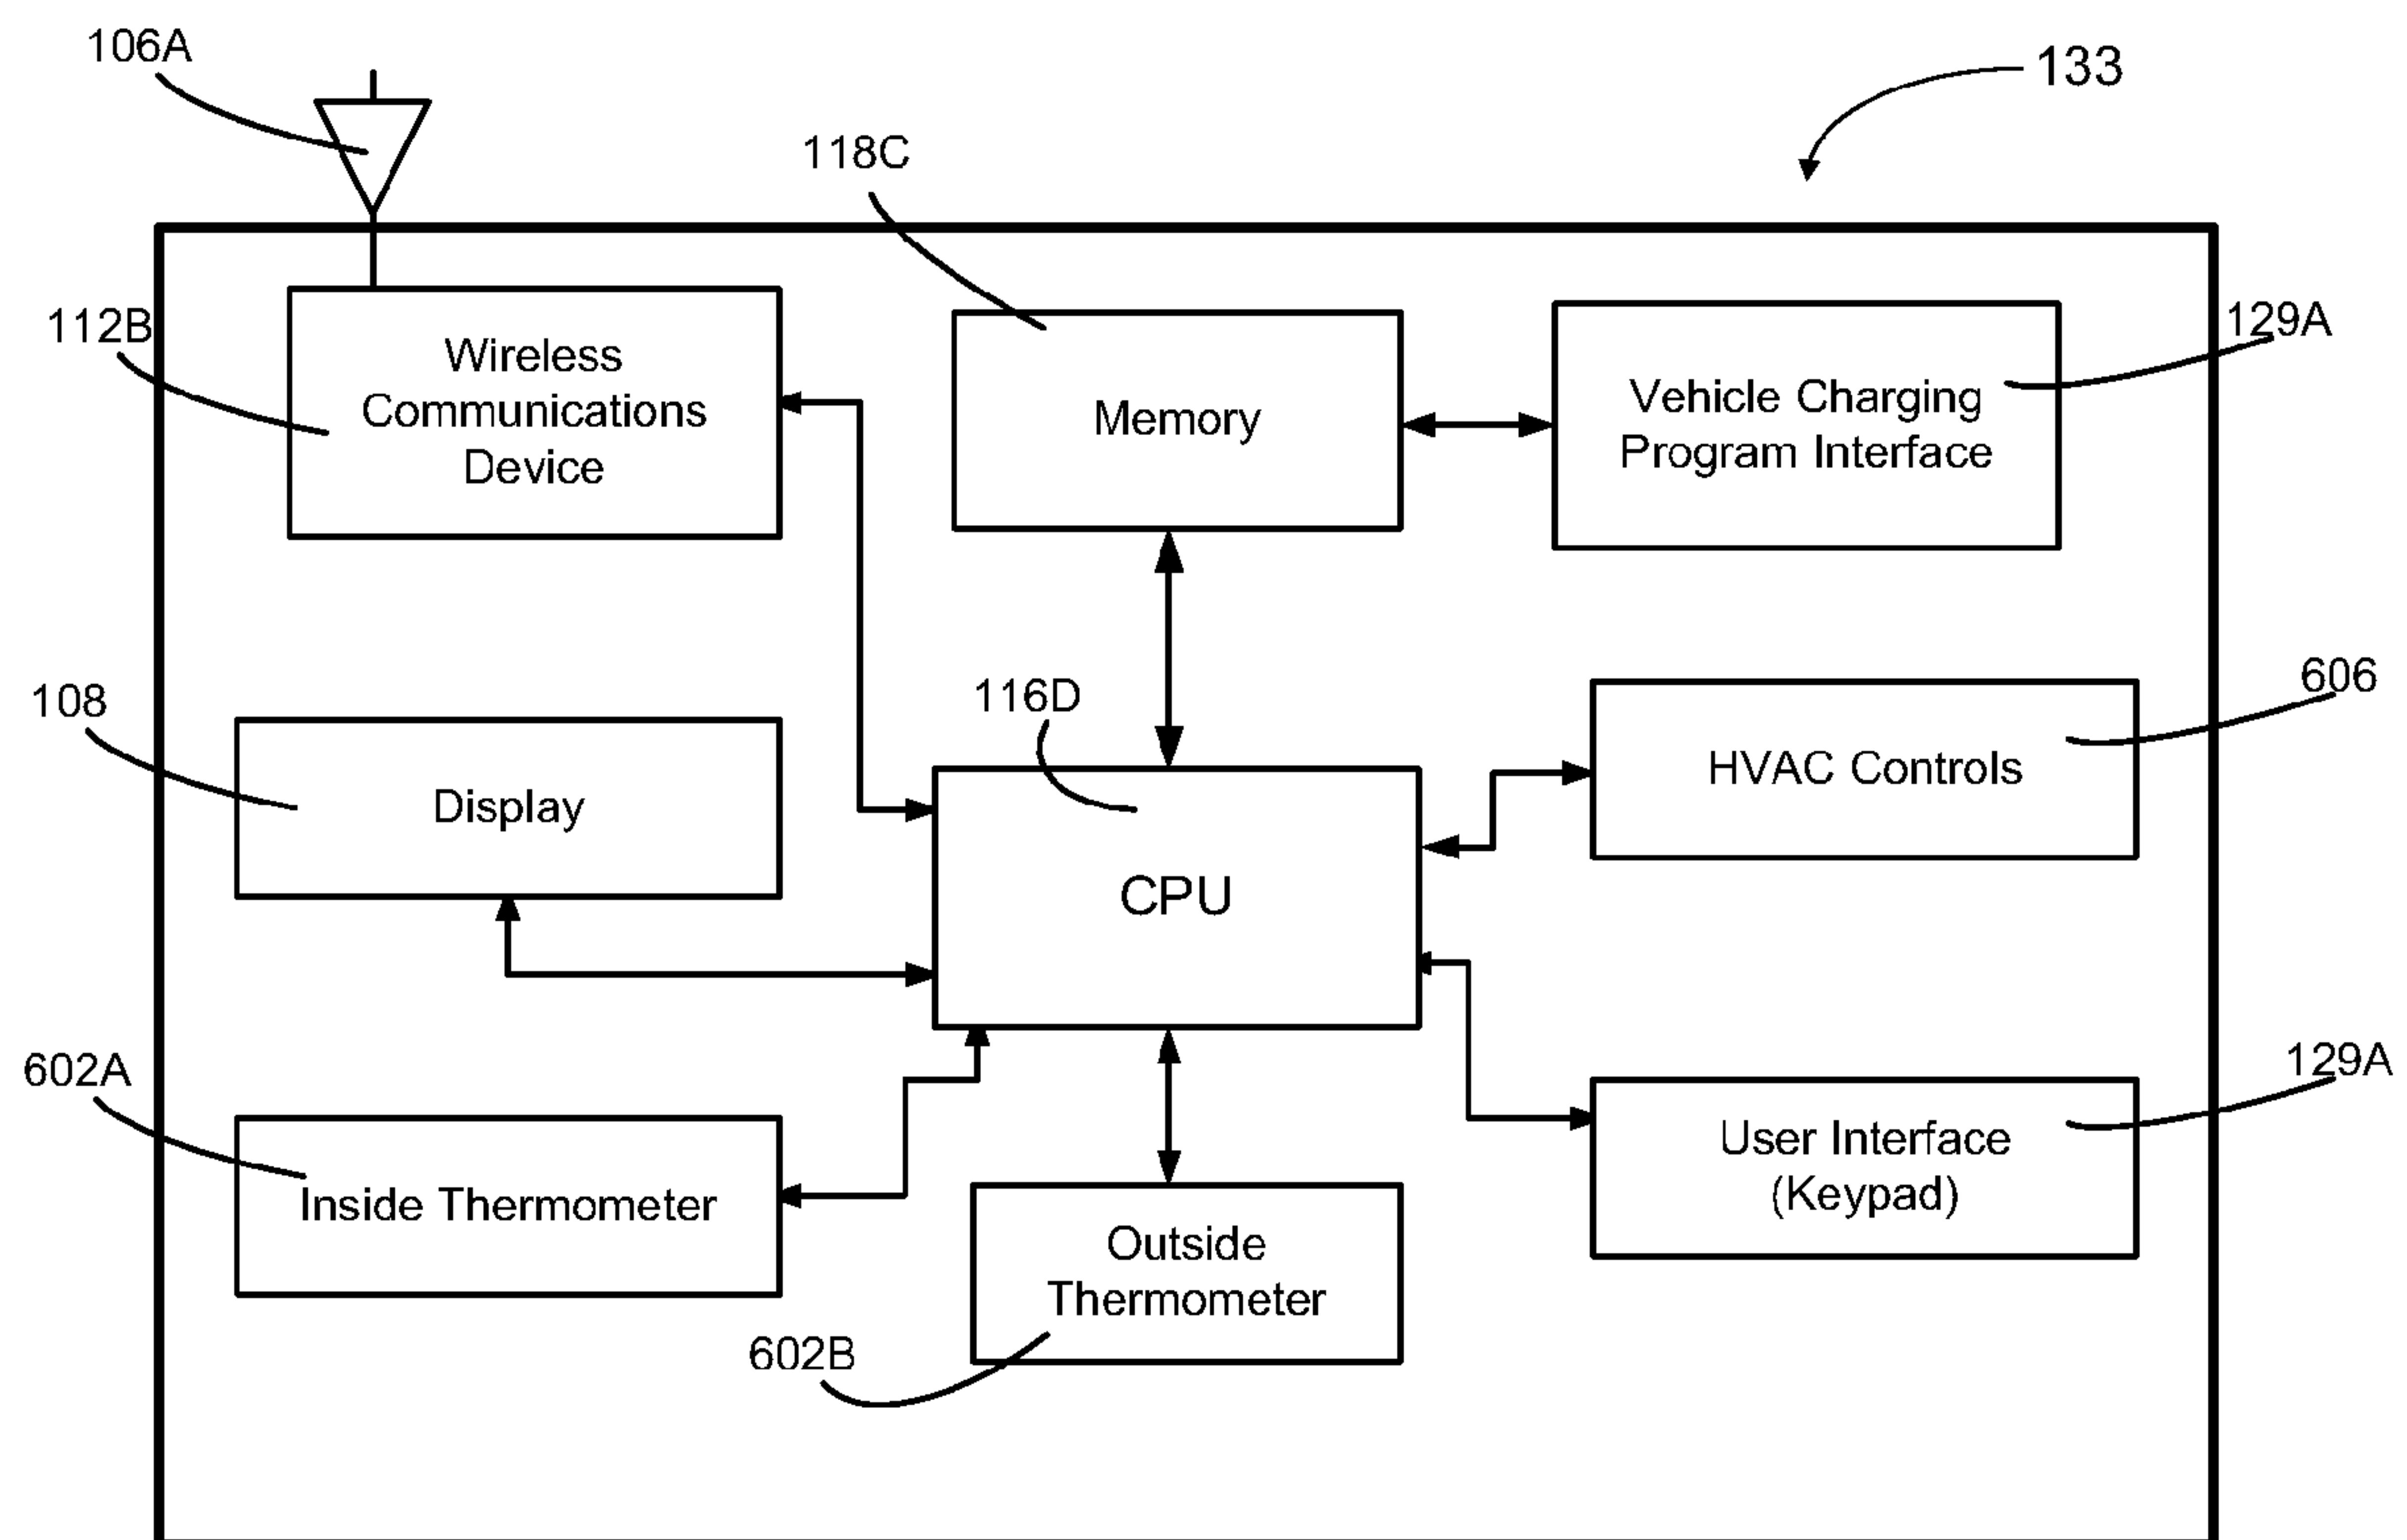 106A
133
118C
112B
Wireless
Communications
Device
Memory
Vehicle Charging
Program Interface
129A
108
Display
116D
CPU
HVAC Controls
606
602A
Inside Thermometer
Outside
Thermometer
602B
User Interface
(Keypad)
129A